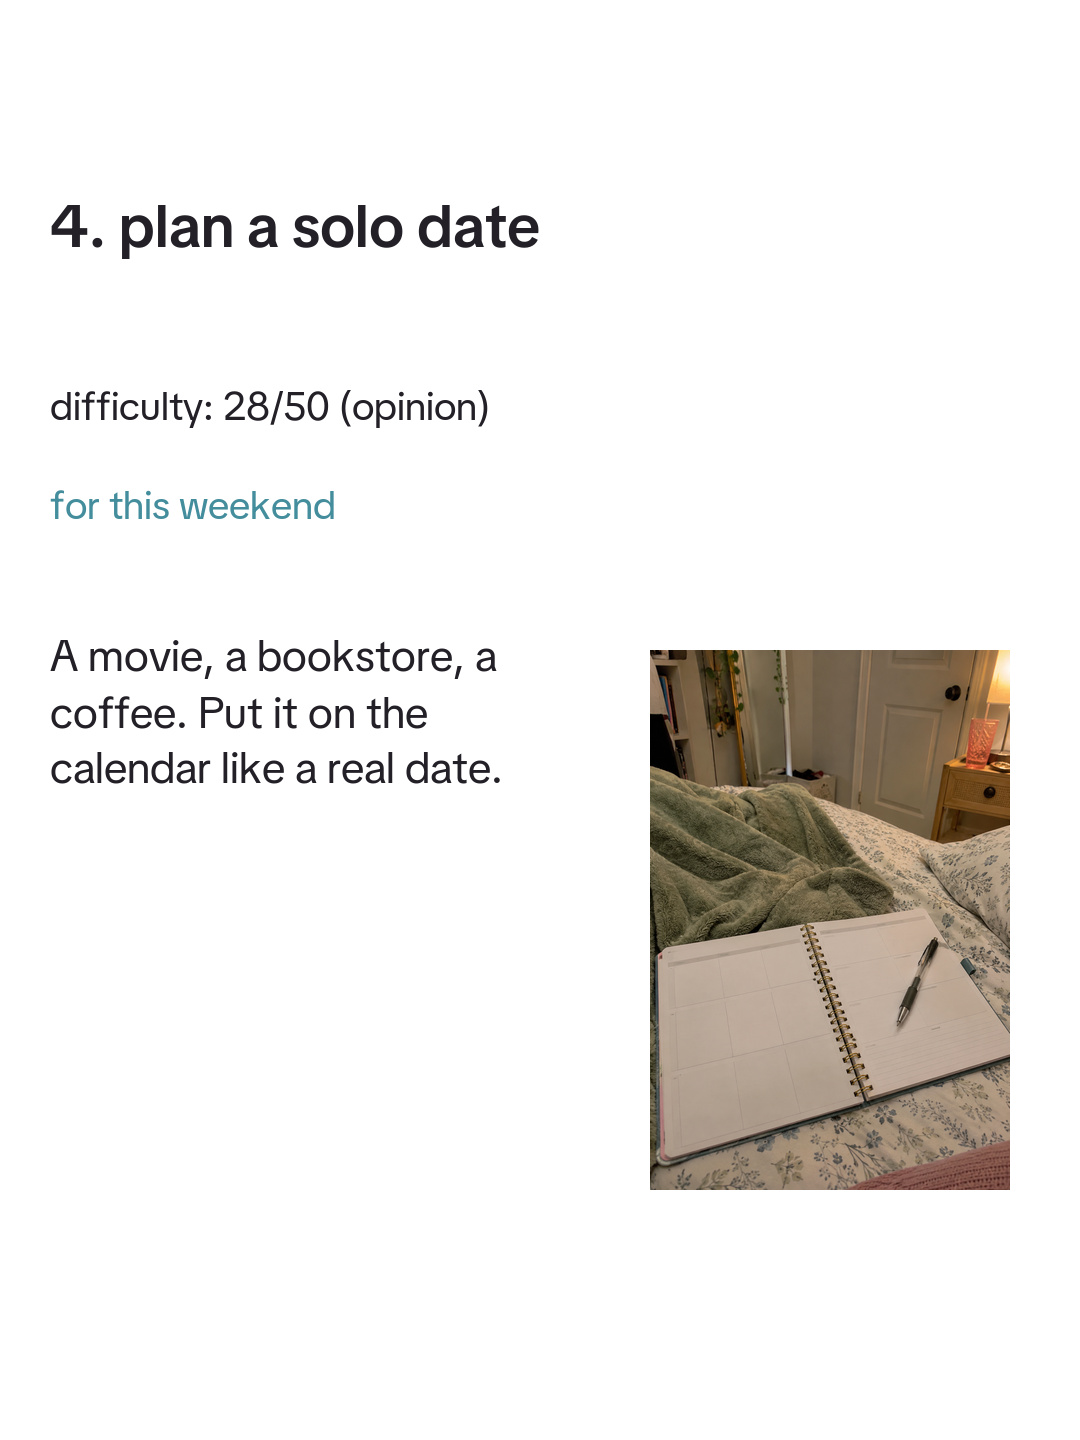 4. plan a solo date
difficulty: 28/50 (opinion)
for this weekend
A movie, a bookstore, a
coffee. Put it on the
calendar like a real date.